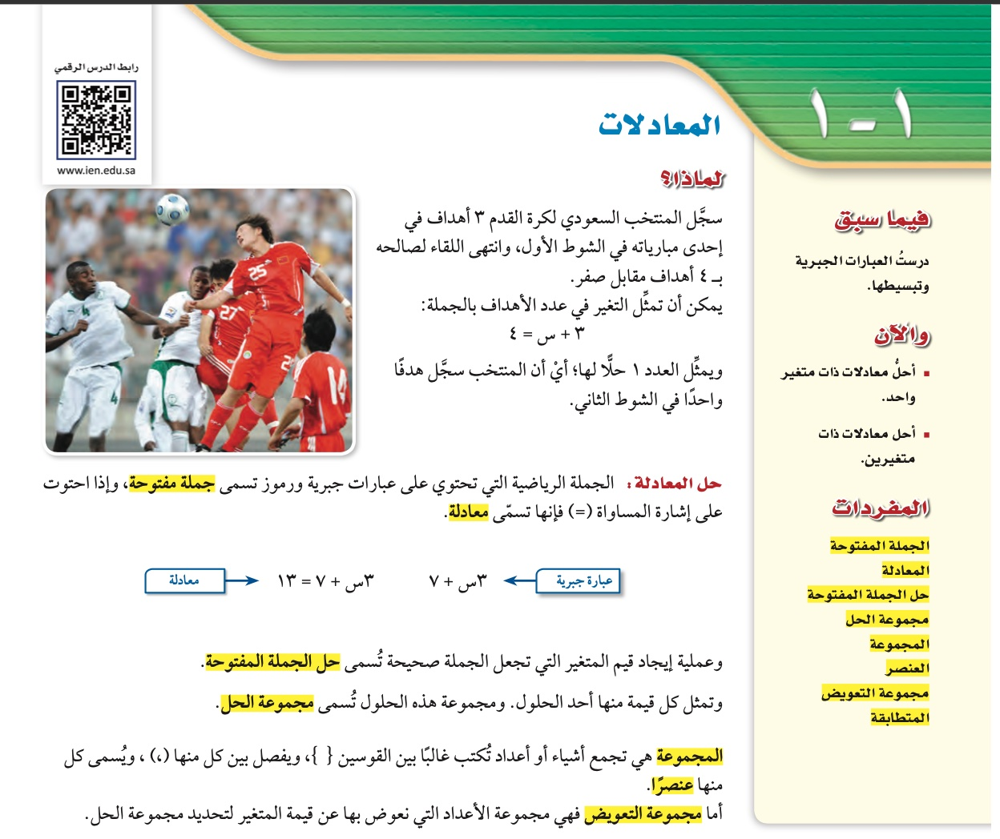 ١ - ١
رابط الدرس الرقمي
www.ien.edu.sa
فيما سبق
درستُ العبارات الجبرية
وتبسيطها.
والآن
▪ أحلُّ معادلات ذات متغير
واحد.
▪ أحل معادلات ذات
متغيرين.
المفردات
الجملة المفتوحة
المعادلة
حل الجملة المفتوحة
مجموعة الحل
المجموعة
العنصر
مجموعة التعويض
المتطابقة
المعادلات
لماذا؟
سجَّل المنتخب السعودي لكرة القدم ٣ أهداف في
إحدى مبارياته في الشوط الأول، وانتهى اللقاء لصالحه
بـ ٤ أهداف مقابل صفر.
يمكن أن تمثِّل التغير في عدد الأهداف بالجملة:
٣ + س = ٤
ويمثِّل العدد ١ حلًّا لها؛ أيْ أن المنتخب سجَّل هدفًا
واحدًا في الشوط الثاني.
25
27
2
14
4
حل المعادلة : الجملة الرياضية التي تحتوي على عبارات جبرية ورموز تسمى جملة مفتوحة، وإذا احتوت
على إشارة المساواة (=) فإنها تسمّى معادلة.
عبارة جبرية ٣س + ٧ ٣س + ٧ = ١٣ معادلة
وعملية إيجاد قيم المتغير التي تجعل الجملة صحيحة تُسمى حل الجملة المفتوحة.
وتمثل كل قيمة منها أحد الحلول. ومجموعة هذه الحلول تُسمى مجموعة الحل.
المجموعة هي تجمع أشياء أو أعداد تُكتب غالبًا بين القوسين { }، ويفصل بين كل منها (،) ، ويُسمى كل
منها عنصرًا.
أما مجموعة التعويض فهي مجموعة الأعداد التي نعوض بها عن قيمة المتغير لتحديد مجموعة الحل.